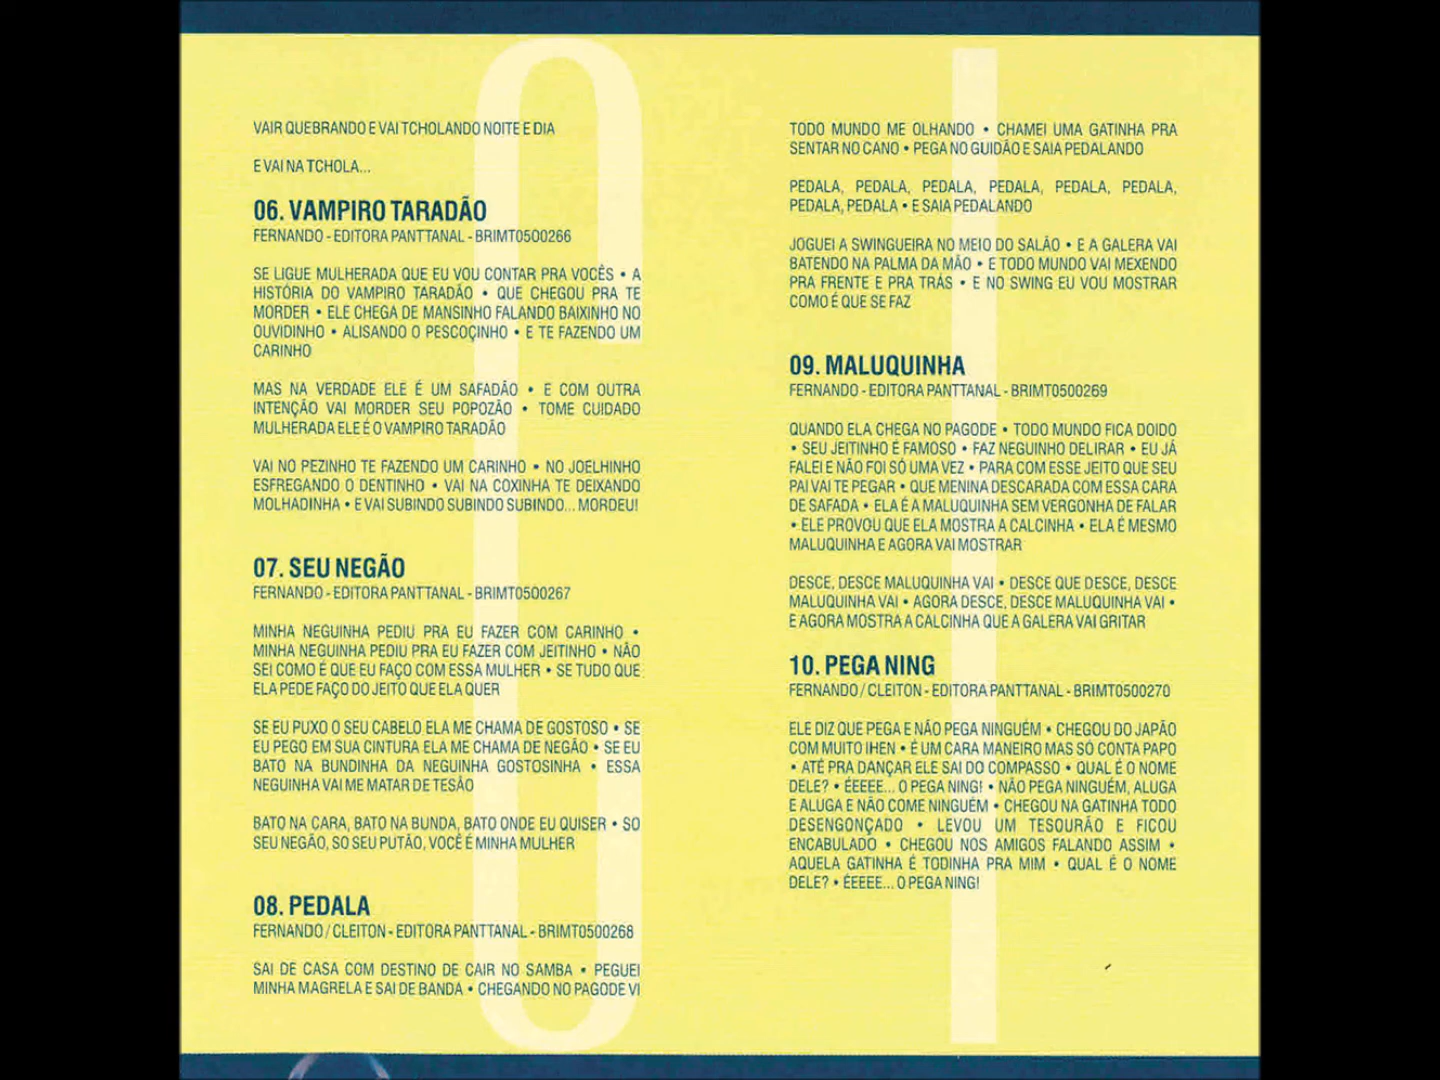 VAIR QUEBRANDO E VAI TCHOLANDO NOITE E DIA
E VAI NA TCHOLA...
06. VAMPIRO TARADÃO
FERNANDO - EDITORA PANTTANAL - BRIMT0500266
SE LIGUE MULHERADA QUE EU VOU CONTAR PRA VOCÊS • A
HISTÓRIA DO VAMPIRO TARADÃO • QUE CHEGOU PRA TE
MORDER • ELE CHEGA DE MANSINHO FALANDO BAIXINHO NO
OUVIDINHO • ALISANDO O PESCOÇINHO • E TE FAZENDO UM
CARINHO
MAS NA VERDADE ELE É UM SAFADÃO • E COM OUTRA
INTENÇÃO VAI MORDER SEU POPOZÃO • TOME CUIDADO
MULHERADA ELE É O VAMPIRO TARADÃO
VAI NO PEZINHO TE FAZENDO UM CARINHO • NO JOELHINHO
ESFREGANDO O DENTINHO • VAI NA COXINHA TE DEIXANDO
MOLHADINHA • E VAI SUBINDO SUBINDO SUBINDO... MORDEU!
07. SEU NEGÃO
FERNANDO - EDITORA PANTTANAL - BRIMT0500267
MINHA NEGUINHA PEDIU PRA EU FAZER COM CARINHO •
MINHA NEGUINHA PEDIU PRA EU FAZER COM JEITINHO • NÃO
SEI COMO É QUE EU FAÇO COM ESSA MULHER • SE TUDO QUE
ELA PEDE FAÇO DO JEITO QUE ELA QUER
SE EU PUXO O SEU CABELO ELA ME CHAMA DE GOSTOSO • SE
EU PEGO EM SUA CINTURA ELA ME CHAMA DE NEGÃO • SE EU
BATO NA BUNDINHA DA NEGUINHA GOSTOSINHA • ESSA
NEGUINHA VAI ME MATAR DE TESÃO
BATO NA CARA, BATO NA BUNDA, BATO ONDE EU QUISER • SO
SEU NEGÃO, SO SEU PUTÃO, VOCÊ É MINHA MULHER
08. PEDALA
FERNANDO / CLEITON - EDITORA PANTTANAL - BRIMT0500268
SAI DE CASA COM DESTINO DE CAIR NO SAMBA • PEGUEI
MINHA MAGRELA E SAI DE BANDA • CHEGANDO NO PAGODE VI
TODO MUNDO ME OLHANDO • CHAMEI UMA GATINHA PRA
SENTAR NO CANO • PEGA NO GUIDÃO E SAIA PEDALANDO
PEDALA, PEDALA, PEDALA, PEDALA, PEDALA, PEDALA,
PEDALA, PEDALA • E SAIA PEDALANDO
JOGUEI A SWINGUEIRA NO MEIO DO SALÃO • E A GALERA VAI
BATENDO NA PALMA DA MÃO • E TODO MUNDO VAI MEXENDO
PRA FRENTE E PRA TRÁS • E NO SWING EU VOU MOSTRAR
COMO É QUE SE FAZ
09. MALUQUINHA
FERNANDO - EDITORA PANTTANAL - BRIMT0500269
QUANDO ELA CHEGA NO PAGODE • TODO MUNDO FICA DOIDO
• SEU JEITINHO É FAMOSO • FAZ NEGUINHO DELIRAR • EU JÁ
FALEI E NÃO FOI SÓ UMA VEZ • PARA COM ESSE JEITO QUE SEU
PAI VAI TE PEGAR • QUE MENINA DESCARADA COM ESSA CARA
DE SAFADA • ELA É A MALUQUINHA SEM VERGONHA DE FALAR
• ELE PROVOU QUE ELA MOSTRA A CALCINHA • ELA É MESMO
MALUQUINHA E AGORA VAI MOSTRAR
DESCE, DESCE MALUQUINHA VAI • DESCE QUE DESCE, DESCE
MALUQUINHA VAI • AGORA DESCE, DESCE MALUQUINHA VAI •
E AGORA MOSTRA A CALCINHA QUE A GALERA VAI GRITAR
10. PEGA NING
FERNANDO / CLEITON - EDITORA PANTTANAL - BRIMT0500270
ELE DIZ QUE PEGA E NÃO PEGA NINGUÉM • CHEGOU DO JAPÃO
COM MUITO IHEN • É UM CARA MANEIRO MAS SÓ CONTA PAPO
• ATÉ PRA DANÇAR ELE SAI DO COMPASSO • QUAL É O NOME
DELE? • ÉEEEE... O PEGA NING! • NÃO PEGA NINGUÉM, ALUGA
E ALUGA E NÃO COME NINGUÉM • CHEGOU NA GATINHA TODO
DESENGONÇADO • LEVOU UM TESOURÃO E FICOU
ENCABULADO • CHEGOU NOS AMIGOS FALANDO ASSIM •
AQUELA GATINHA É TODINHA PRA MIM • QUAL É O NOME
DELE? • ÉEEEE... O PEGA NING!